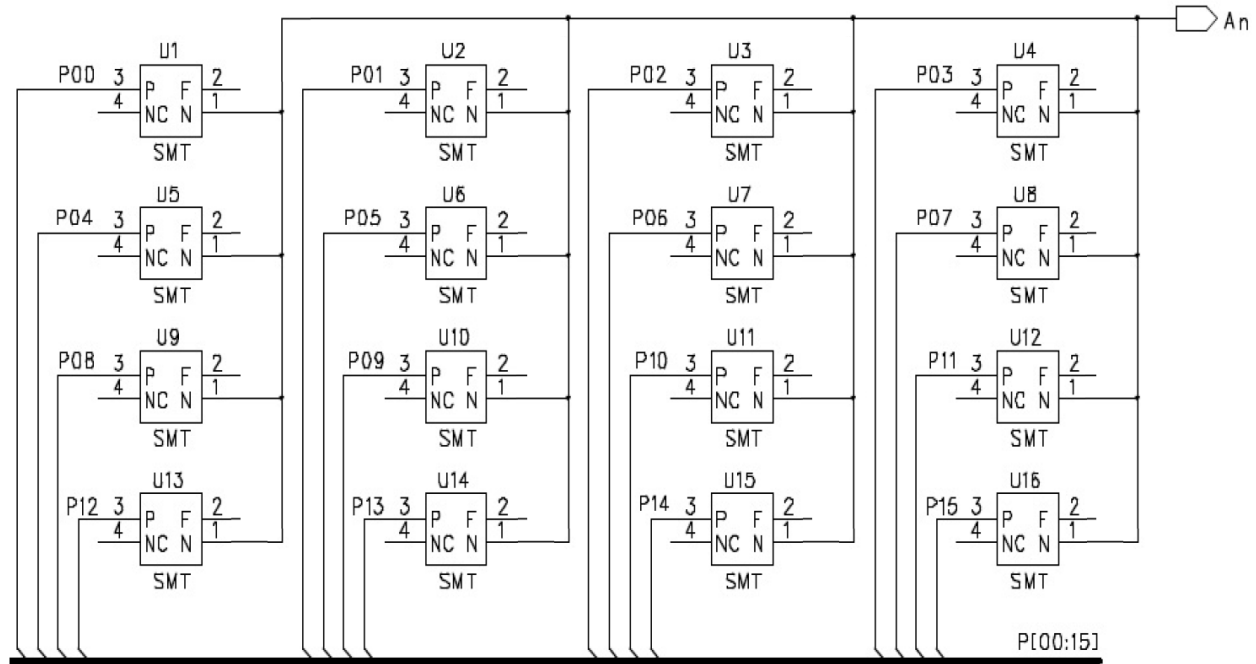 An
U1 U2 U3 U4
P00 3 P F 2 P01 3 P F 2 P02 3 P F 2 P03 3 P F 2
4 NC N 1 4 NC N 1 4 NC N 1 4 NC N 1
SMT SMT SMT SMT
U5 U6 U7 U8
P04 3 P F 2 P05 3 P F 2 P06 3 P F 2 P07 3 P F 2
4 NC N 1 4 NC N 1 4 NC N 1 4 NC N 1
SMT SMT SMT SMT
U9 U10 U11 U12
P08 3 P F 2 P09 3 P F 2 P10 3 P F 2 P11 3 P F 2
4 NC N 1 4 NC N 1 4 NC N 1 4 NC N 1
SMT SMT SMT SMT
U13 U14 U15 U16
P12 3 P F 2 P13 3 P F 2 P14 3 P F 2 P15 3 P F 2
4 NC N 1 4 NC N 1 4 NC N 1 4 NC N 1
SMT SMT SMT SMT
P[00:15]